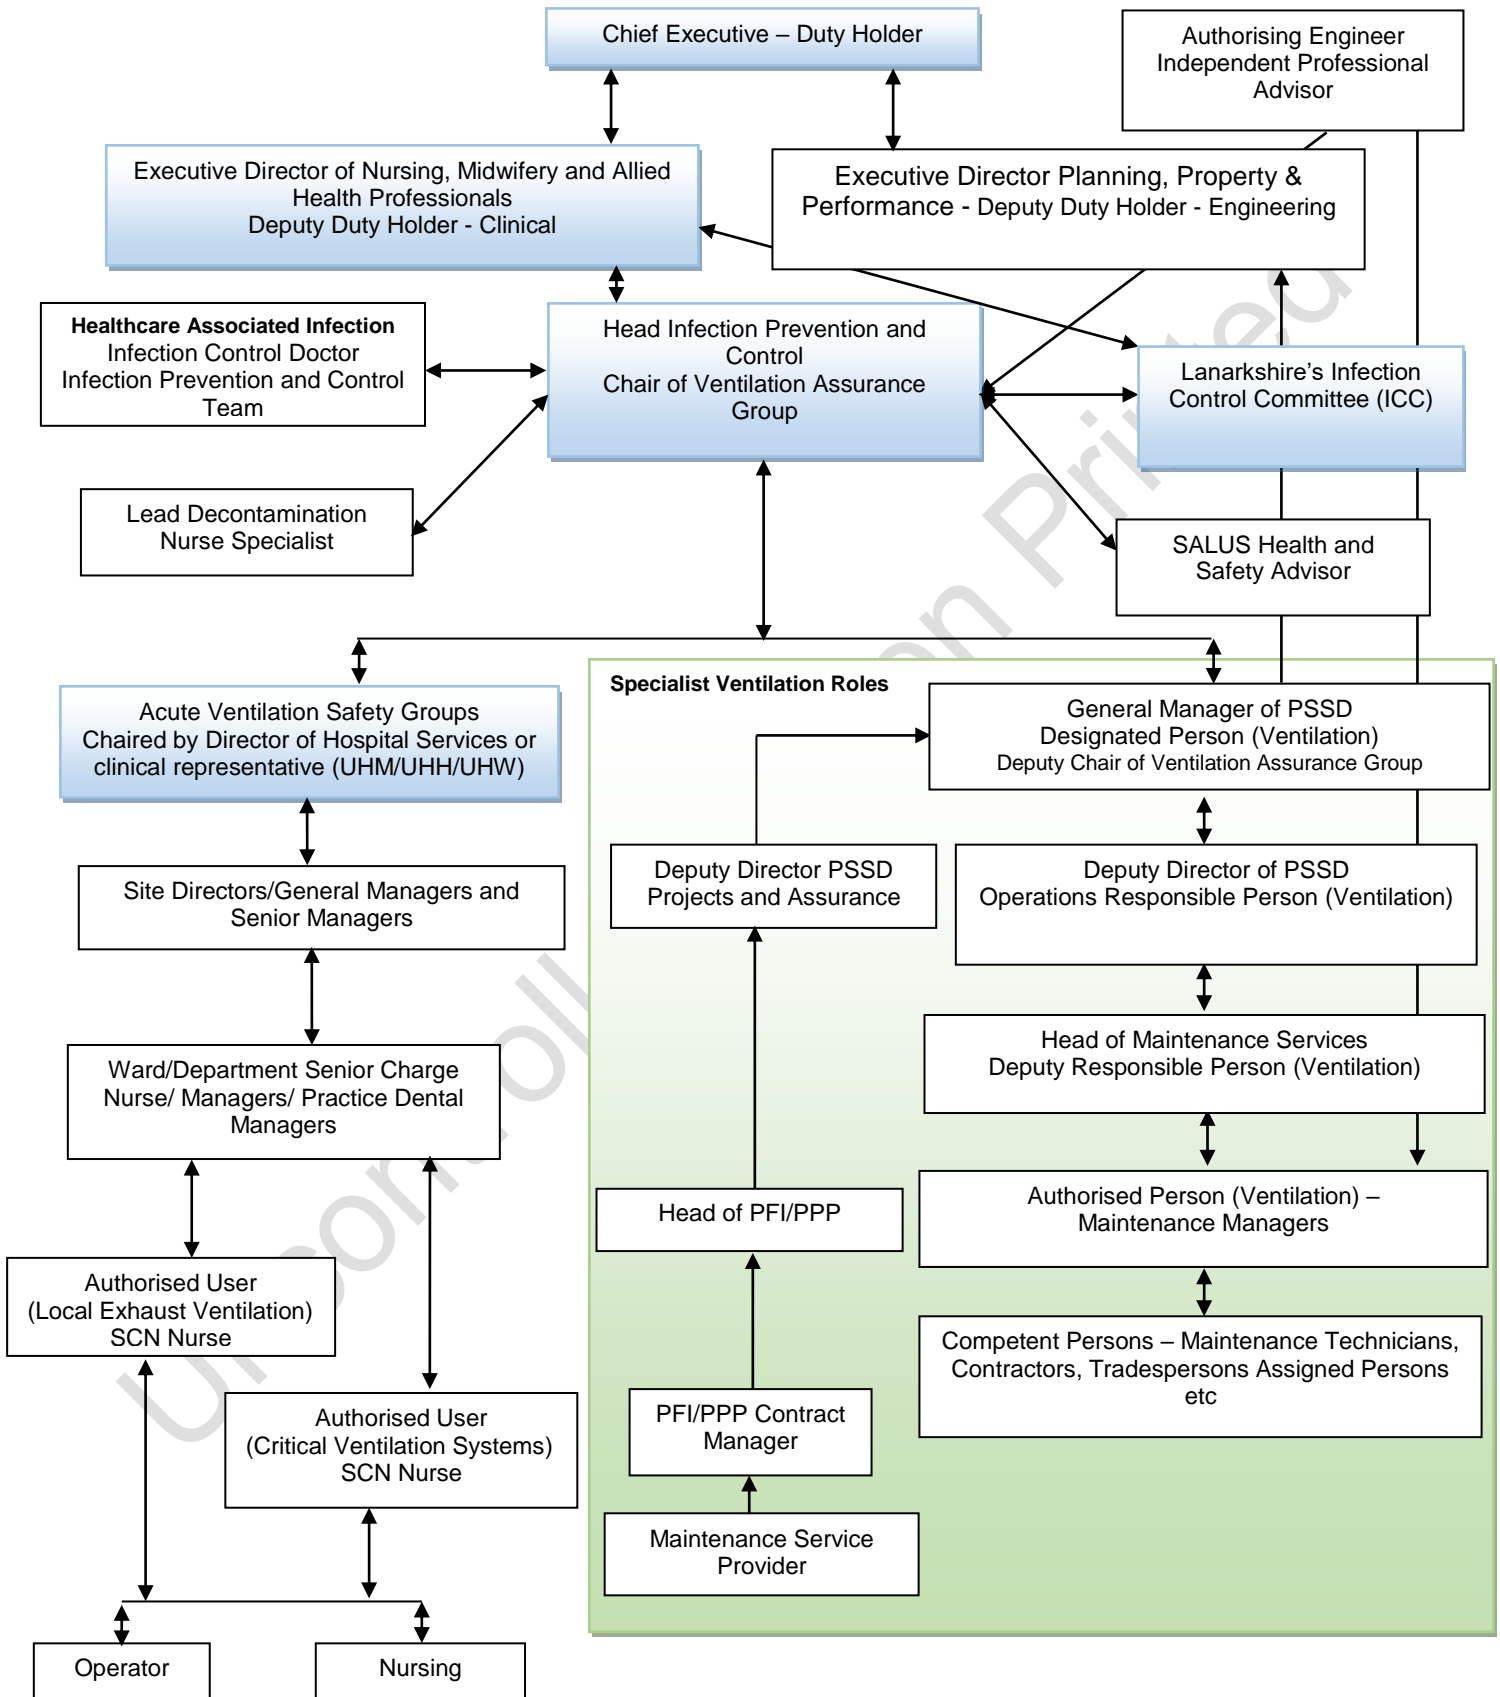 Chief Executive – Duty Holder
Authorising Engineer
Independent Professional
Advisor
Executive Director of Nursing, Midwifery and Allied
Health Professionals
Deputy Duty Holder - Clinical
Executive Director Planning, Property &
Performance - Deputy Duty Holder - Engineering
Healthcare Associated Infection
Infection Control Doctor
Infection Prevention and Control
Team
Head Infection Prevention and
Control
Chair of Ventilation Assurance
Group
Lanarkshire's Infection
Control Committee (ICC)
Lead Decontamination
Nurse Specialist
SALUS Health and
Safety Advisor
Acute Ventilation Safety Groups
Chaired by Director of Hospital Services or
clinical representative (UHM/UHH/UHW)
Specialist Ventilation Roles
General Manager of PSSD
Designated Person (Ventilation)
Deputy Chair of Ventilation Assurance Group
Site Directors/General Managers and
Senior Managers
Deputy Director PSSD
Projects and Assurance
Deputy Director of PSSD
Operations Responsible Person (Ventilation)
Ward/Department Senior Charge
Nurse/ Managers/ Practice Dental
Managers
Head of Maintenance Services
Deputy Responsible Person (Ventilation)
Head of PFI/PPP
Authorised Person (Ventilation) –
Maintenance Managers
Authorised User
(Local Exhaust Ventilation)
SCN Nurse
Competent Persons – Maintenance Technicians,
Contractors, Tradespersons Assigned Persons
etc
Authorised User
(Critical Ventilation Systems)
SCN Nurse
PFI/PPP Contract
Manager
Maintenance Service
Provider
Operator
Nursing